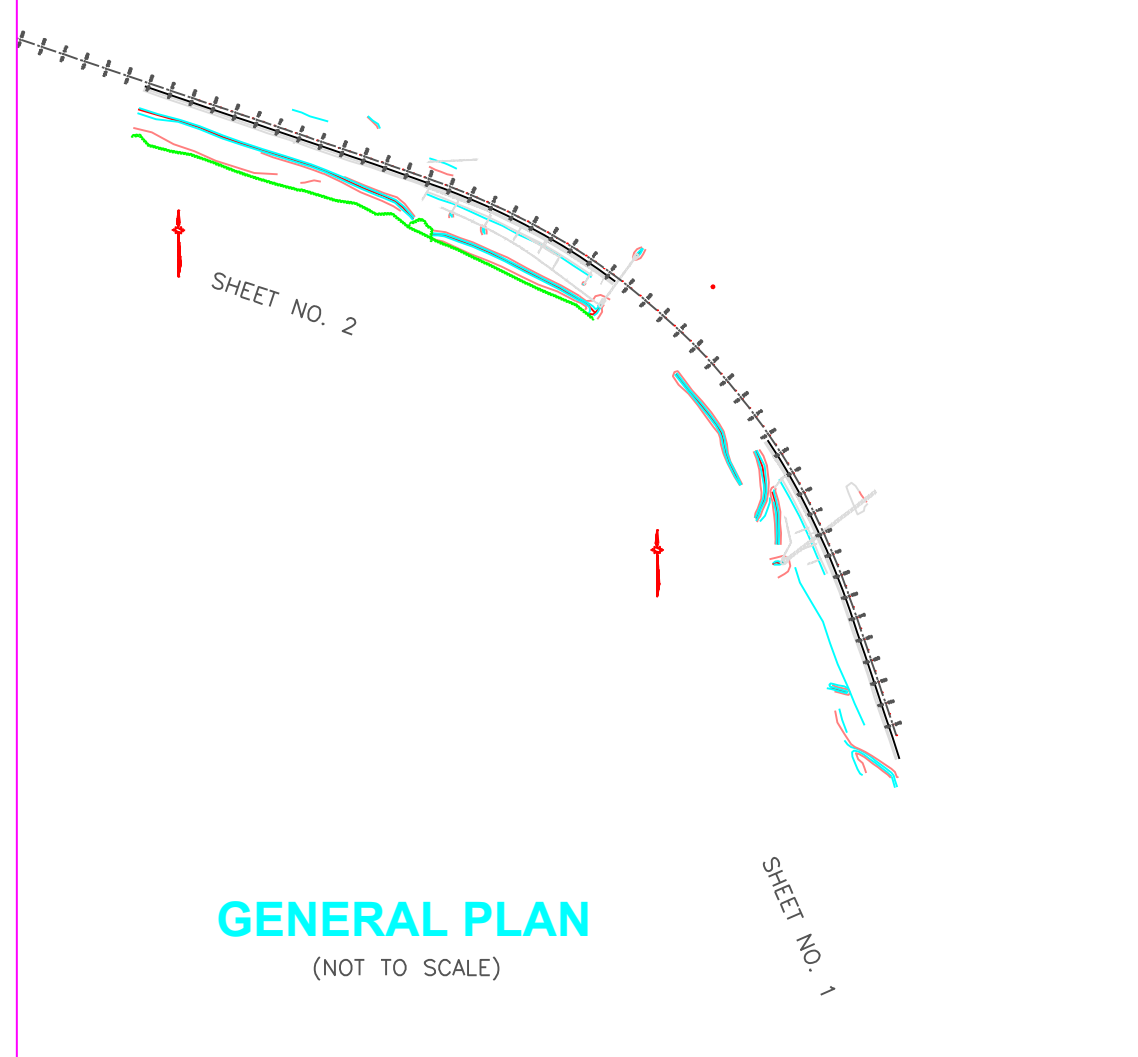 SHEET NO. 2
GENERAL PLAN
(NOT TO SCALE)
SHEET NO. 1